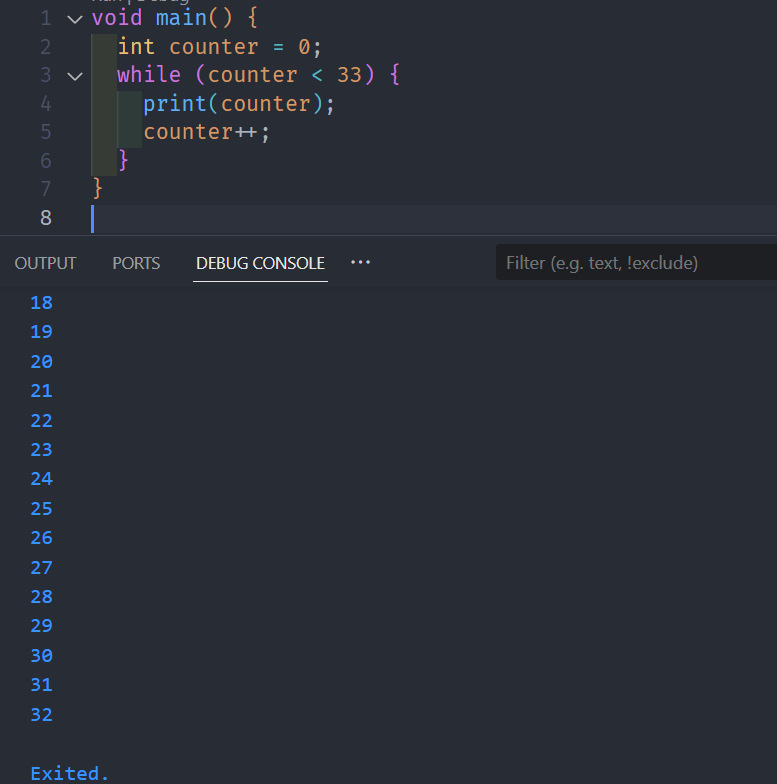 1 void main() {
2 int counter = 0;
3 while (counter < 33) {
4 print(counter);
5 counter++;
6 }
7 }
8
OUTPUT PORTS DEBUG CONSOLE ···
Filter (e.g. text, !exclude)
18
19
20
21
22
23
24
25
26
27
28
29
30
31
32
Exited.